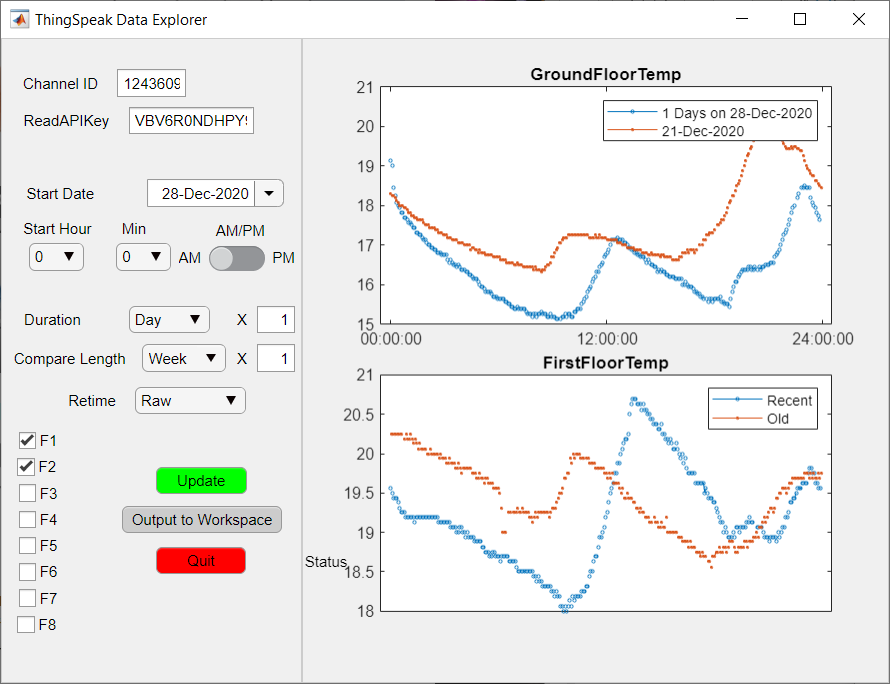 ThingSpeak Data Explorer
Channel ID 1243609
ReadAPIKey VBV6R0NDHPY
Start Date 28-Dec-2020
Start Hour Min AM/PM
0 0 AM PM
Duration Day X 1
Compare Length Week X 1
Retime Raw
F1
F2
F3
F4
F5
F6
F7
F8
Update
Output to Workspace
Quit
Status
GroundFloorTemp
1 Days on 28-Dec-2020
21-Dec-2020
21
20
19
18
17
16
15
00:00:00 12:00:00 24:00:00
FirstFloorTemp
Recent
Old
21
20.5
20
19.5
19
18.5
18